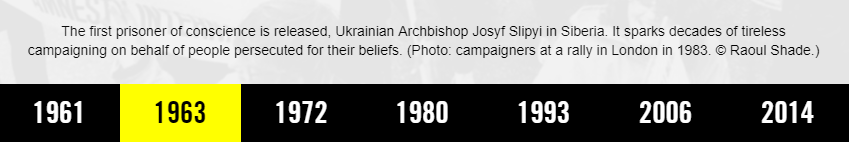 The first prisoner of conscience is released, Ukrainian Archbishop Josyf Slipyi in Siberia. It sparks decades of tireless
campaigning on behalf of people persecuted for their beliefs. (Photo: campaigners at a rally in London in 1983. © Raoul Shade.)
1961 1963 1972 1980 1993 2006 2014